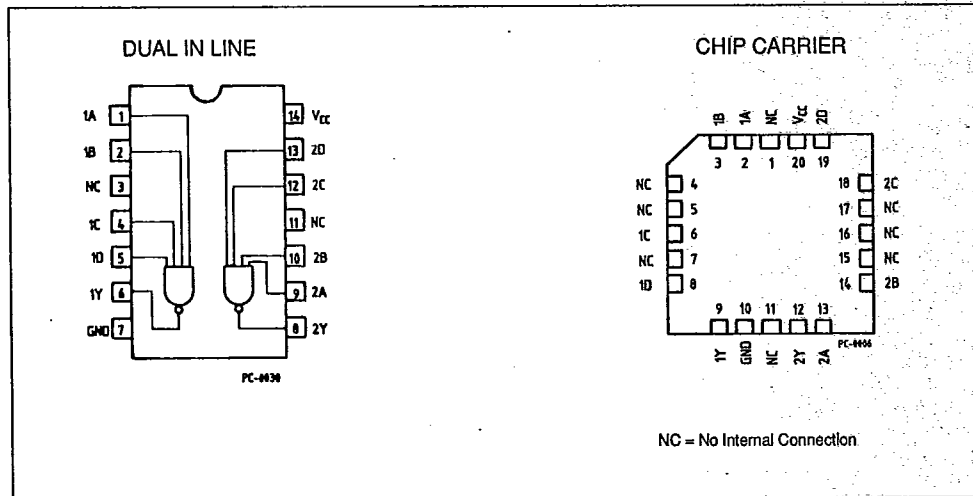 DUAL IN LINE
1A 1
1B 2
NC 3
1C 4
1D 5
1Y 6
GND 7
14 VCC
13 2D
12 2C
11 NC
10 2B
9 2A
8 2Y
PC-0030
CHIP CARRIER
1B 1A NC VCC 2D
3 2 1 20 19
NC 4
NC 5
1C 6
NC 7
1D 8
18 2C
17 NC
16 NC
15 NC
14 2B
9 10 11 12 13
1Y GND NC 2Y 2A
PC-0006
NC = No Internal Connection